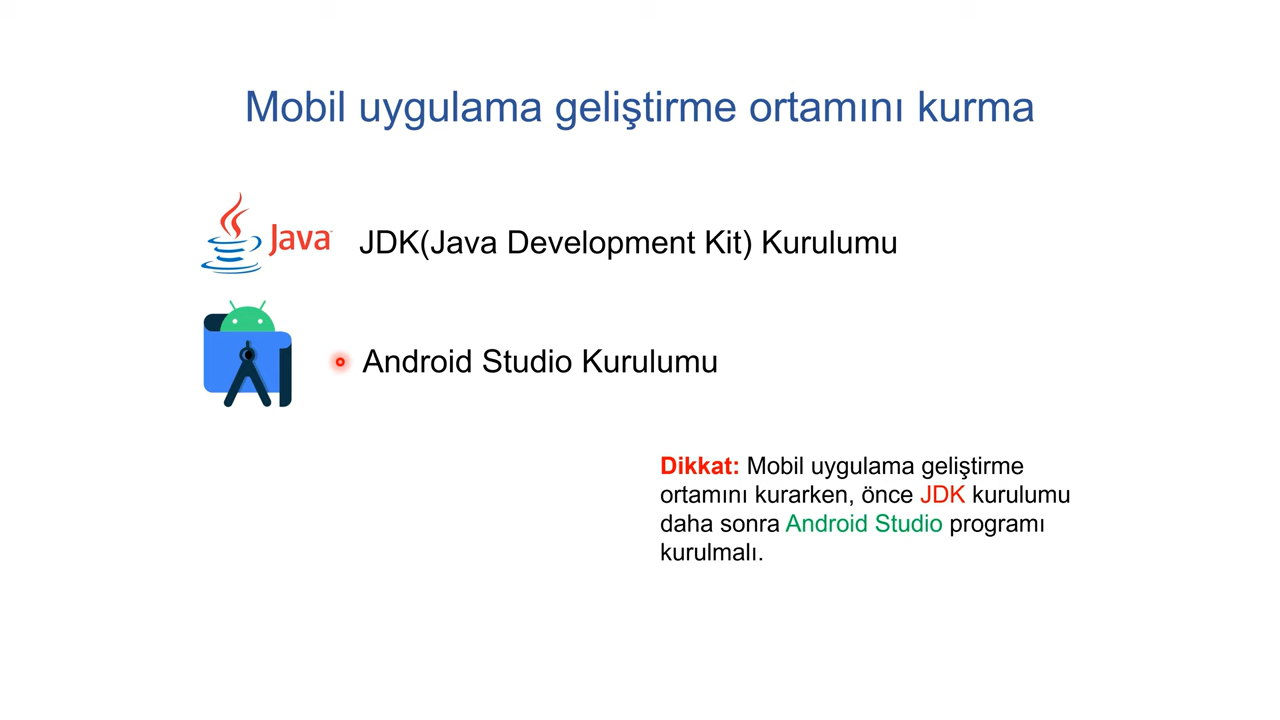 Mobil uygulama geliştirme ortamını kurma
Java
JDK(Java Development Kit) Kurulumu
Android Studio Kurulumu
Dikkat: Mobil uygulama geliştirme
ortamını kurarken, önce JDK kurulumu
daha sonra Android Studio programı
kurulmalı.